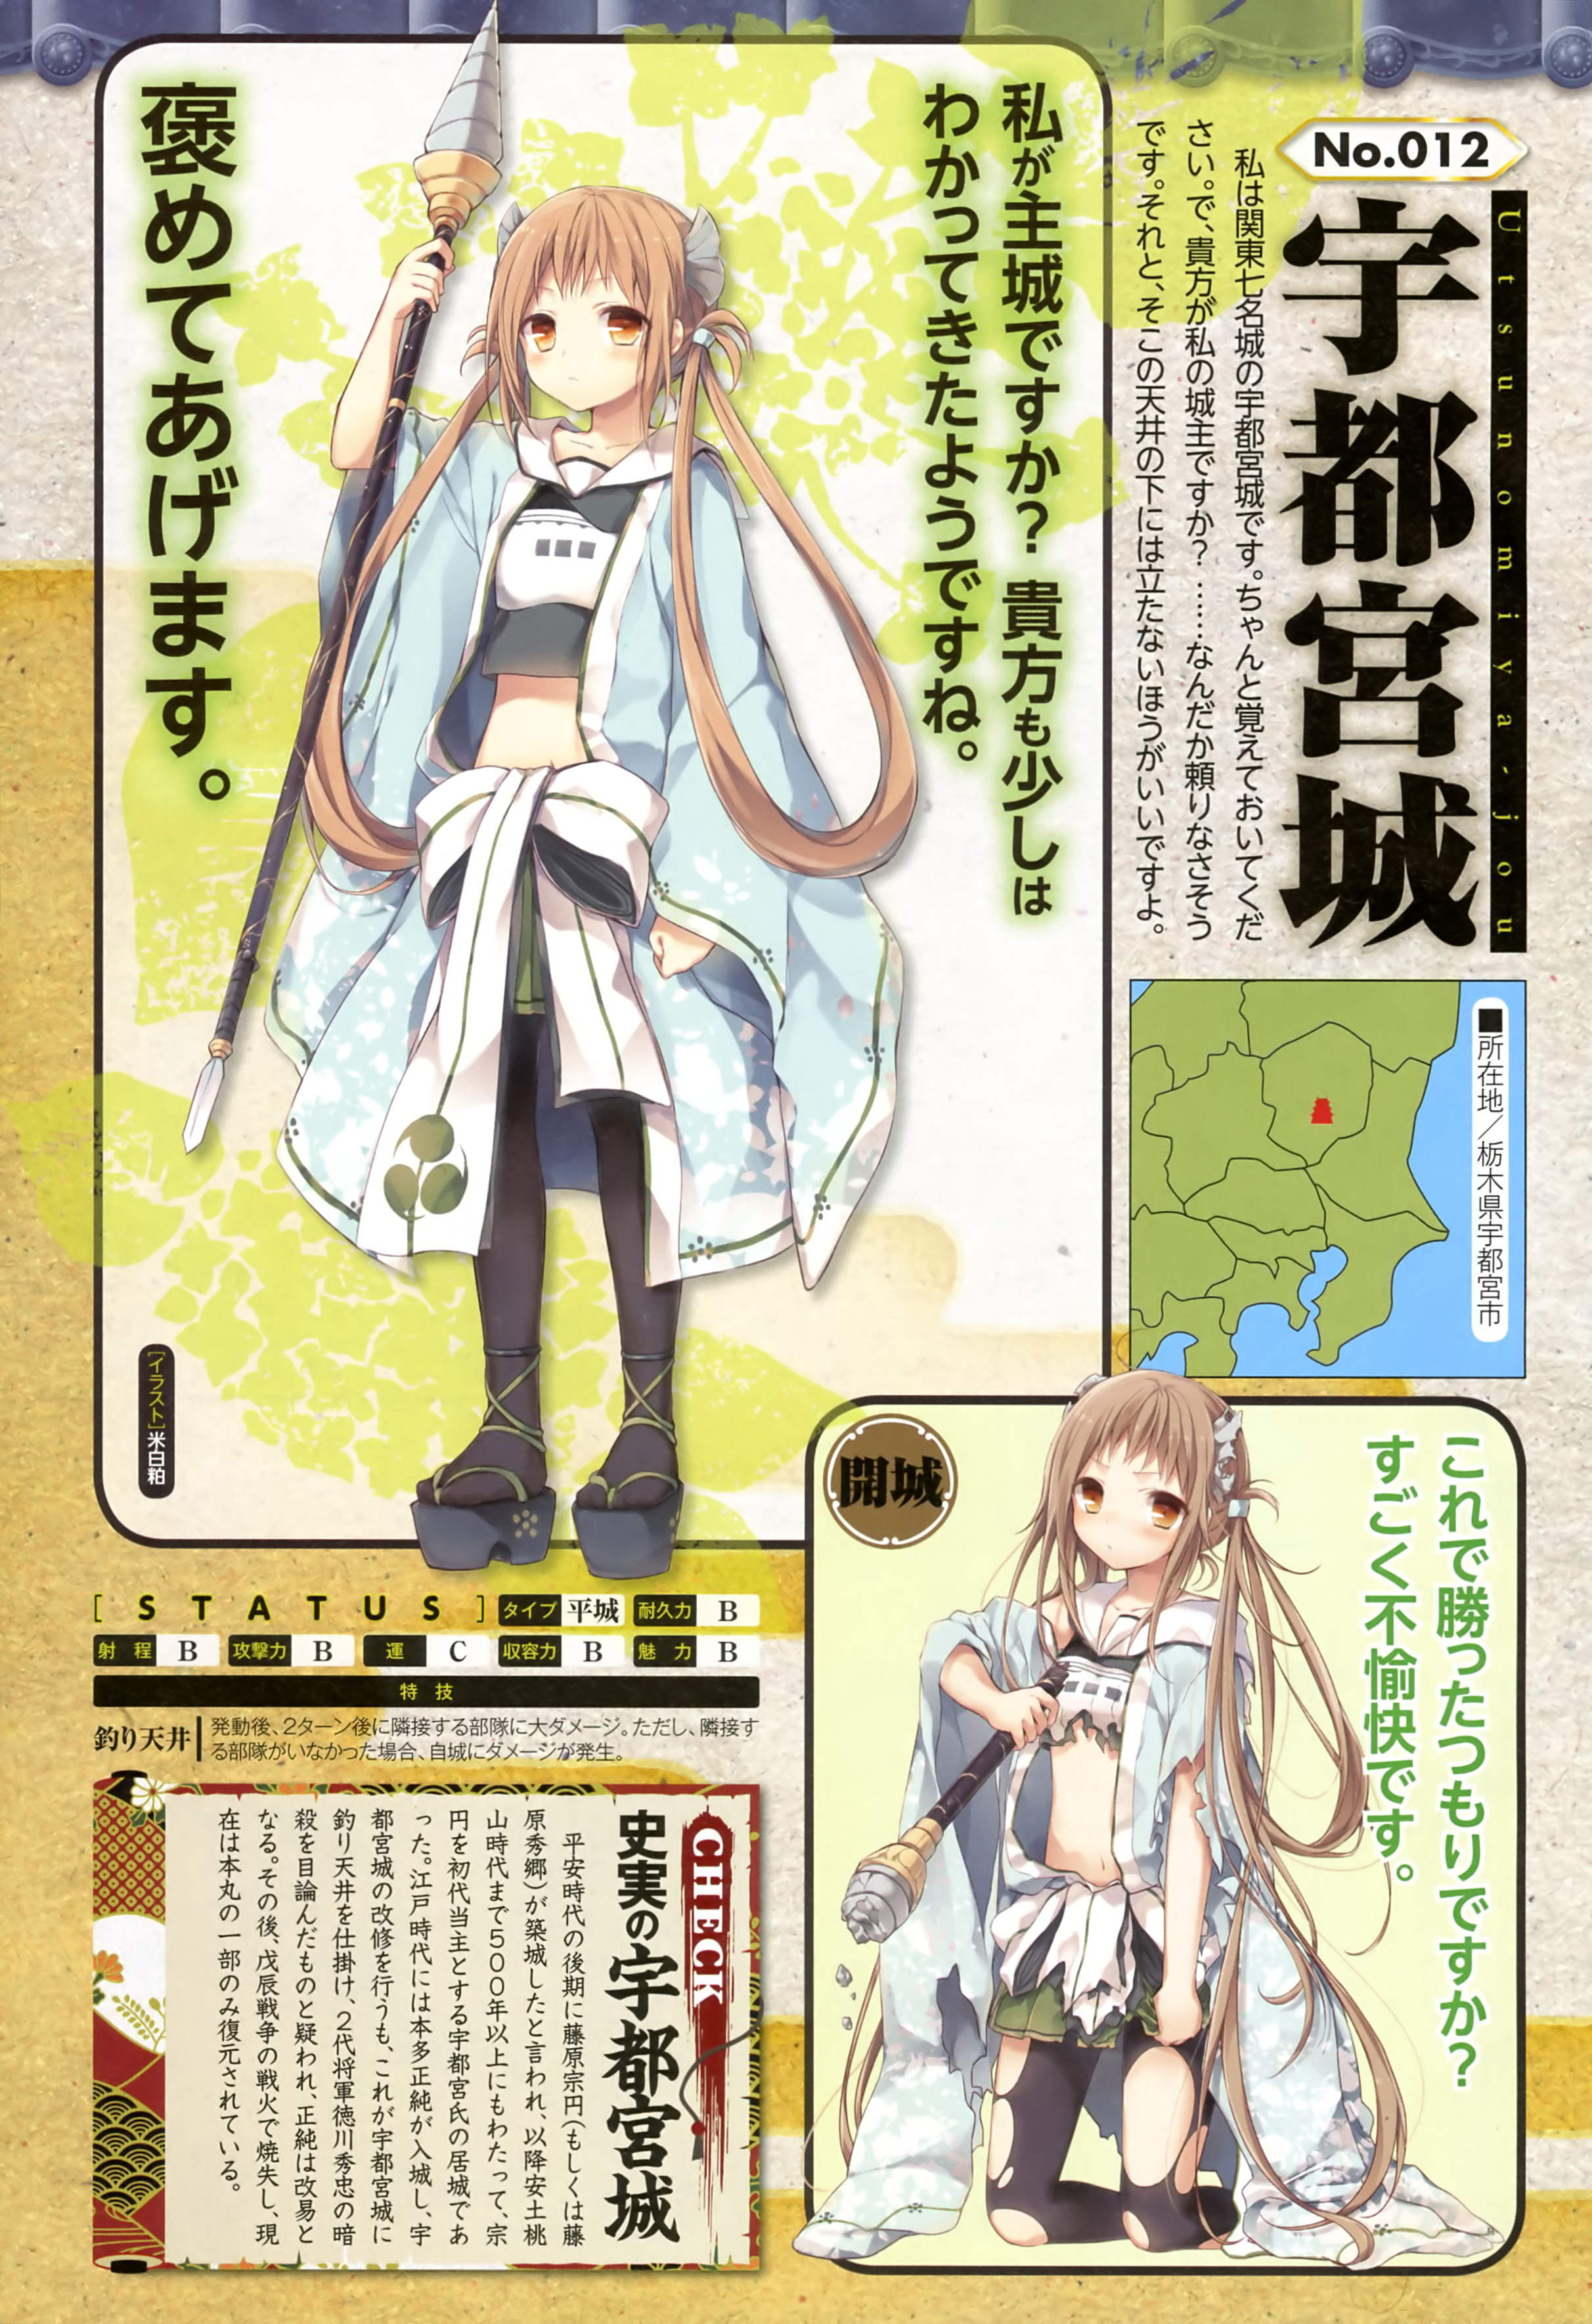 No.012
Utsunomiya-jou
宇都宮城
私は関東七名城の宇都宮城です。ちゃんと覚えておいてくだ
さい。で、貴方が私の城主ですか？……なんだか頼りなさそう
です。それと、そこの天井の下には立たないほうがいいですよ。
私が主城ですか？ 貴方も少しは
わかってきたようですね。
褒めてあげます。
[イラスト]米白粕
■所在地／栃木県宇都宮市
開城
これで勝ったつもりですか？
すごく不愉快です。
[STATUS] タイプ 平城 耐久力 B
射程 B 攻撃力 B 運 C 収容力 B 魅力 B
特技
釣り天井
発動後、2ターン後に隣接する部隊に大ダメージ。ただし、隣接す
る部隊がいなかった場合、自城にダメージが発生。
CHECK
史実の宇都宮城
平安時代の後期に藤原宗円（もしくは藤
原秀郷）が築城したと言われ、以降安土桃
山時代まで５００年以上にもわたって、宗
円を初代当主とする宇都宮氏の居城であ
った。江戸時代には本多正純が入城し、宇
都宮城の改修を行うも、これが宇都宮城に
釣り天井を仕掛け、２代将軍徳川秀忠の暗
殺を目論んだものと疑われ、正純は改易と
なる。その後、戊辰戦争の戦火で焼失し、現
在は本丸の一部のみ復元されている。